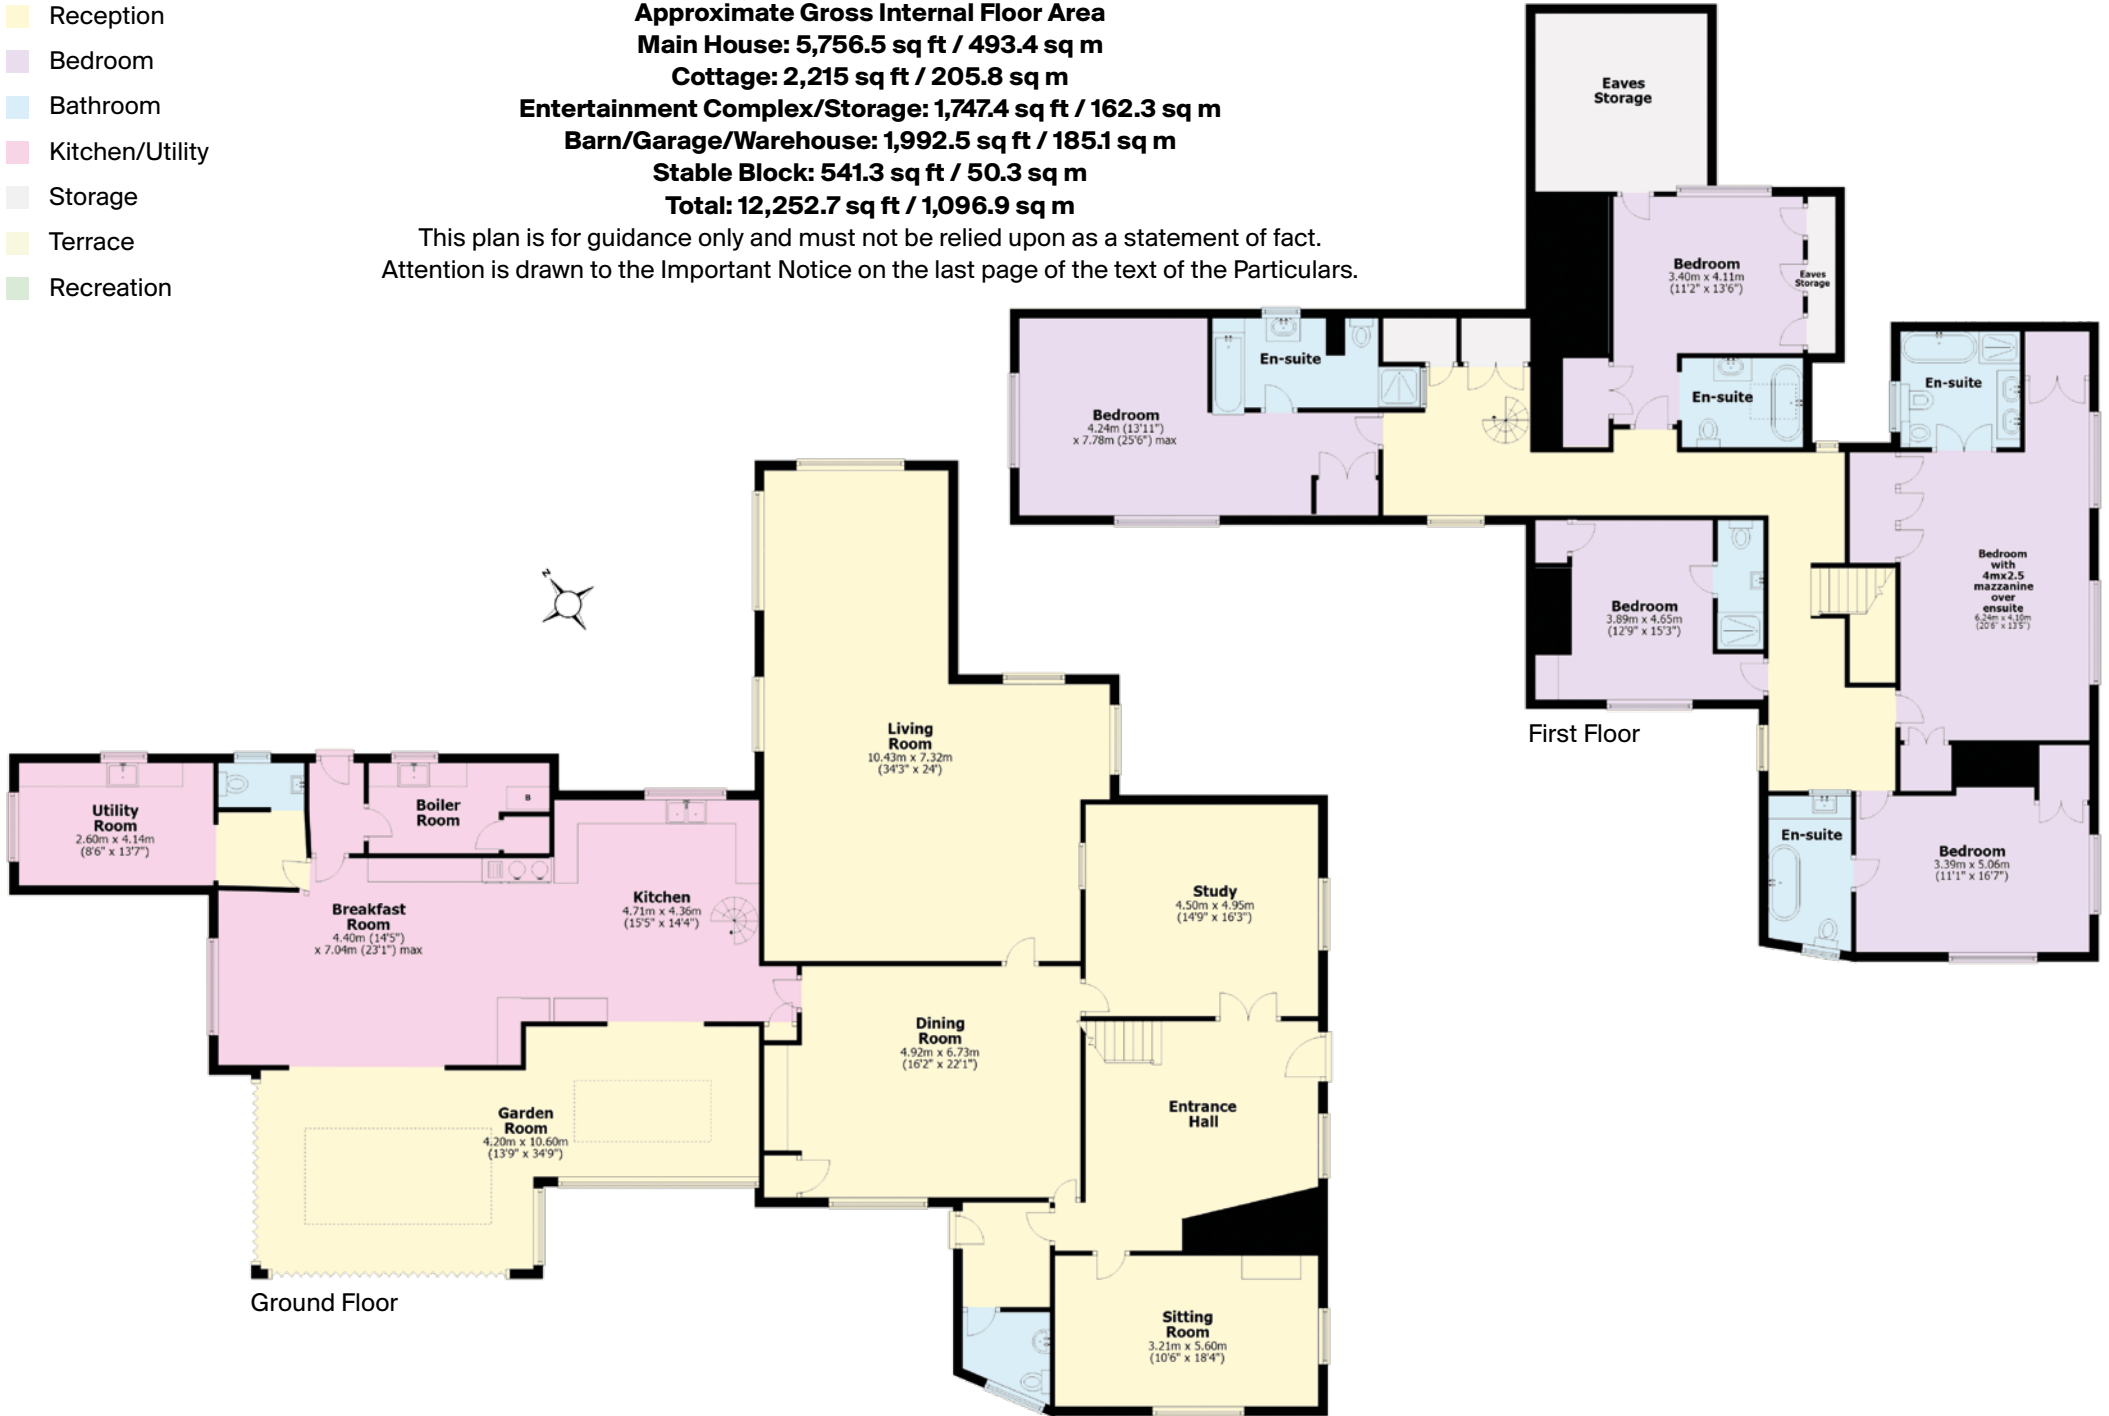 Reception
Bedroom
Bathroom
Kitchen/Utility
Storage
Terrace
Recreation
Approximate Gross Internal Floor Area
Main House: 5,756.5 sq ft / 493.4 sq m
Cottage: 2,215 sq ft / 205.8 sq m
Entertainment Complex/Storage: 1,747.4 sq ft / 162.3 sq m
Barn/Garage/Warehouse: 1,992.5 sq ft / 185.1 sq m
Stable Block: 541.3 sq ft / 50.3 sq m
Total: 12,252.7 sq ft / 1,096.9 sq m
This plan is for guidance only and must not be relied upon as a statement of fact.
Attention is drawn to the Important Notice on the last page of the text of the Particulars.
Eaves
Storage
Bedroom
3.40m x 4.11m
(11'2" x 13'6")
Eaves
Storage
En-suite
Bedroom
4.24m (13'11")
x 7.78m (25'6") max
En-suite
En-suite
Bedroom
with
4mx2.5
mazzanine
over
ensuite
6.24m x 4.10m
(20'6" x 13'5")
Bedroom
3.89m x 4.65m
(12'9" x 15'3")
First Floor
En-suite
Bedroom
3.39m x 5.06m
(11'1" x 16'7")
N
Living
Room
10.43m x 7.32m
(34'3" x 24')
Utility
Room
2.60m x 4.14m
(8'6" x 13'7")
Boiler
Room
B
Kitchen
4.71m x 4.36m
(15'5" x 14'4")
Breakfast
Room
4.40m (14'5")
x 7.04m (23'1") max
Study
4.50m x 4.95m
(14'9" x 16'3")
Dining
Room
4.92m x 6.73m
(16'2" x 22'1")
Entrance
Hall
Garden
Room
4.20m x 10.60m
(13'9" x 34'9")
Ground Floor
Sitting
Room
3.21m x 5.60m
(10'6" x 18'4")